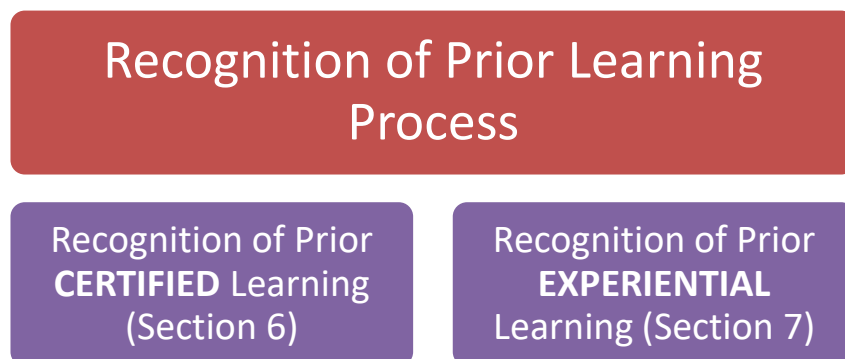 Recognition of Prior Learning
Process
Recognition of Prior
CERTIFIED Learning
(Section 6)
Recognition of Prior
EXPERIENTIAL
Learning (Section 7)